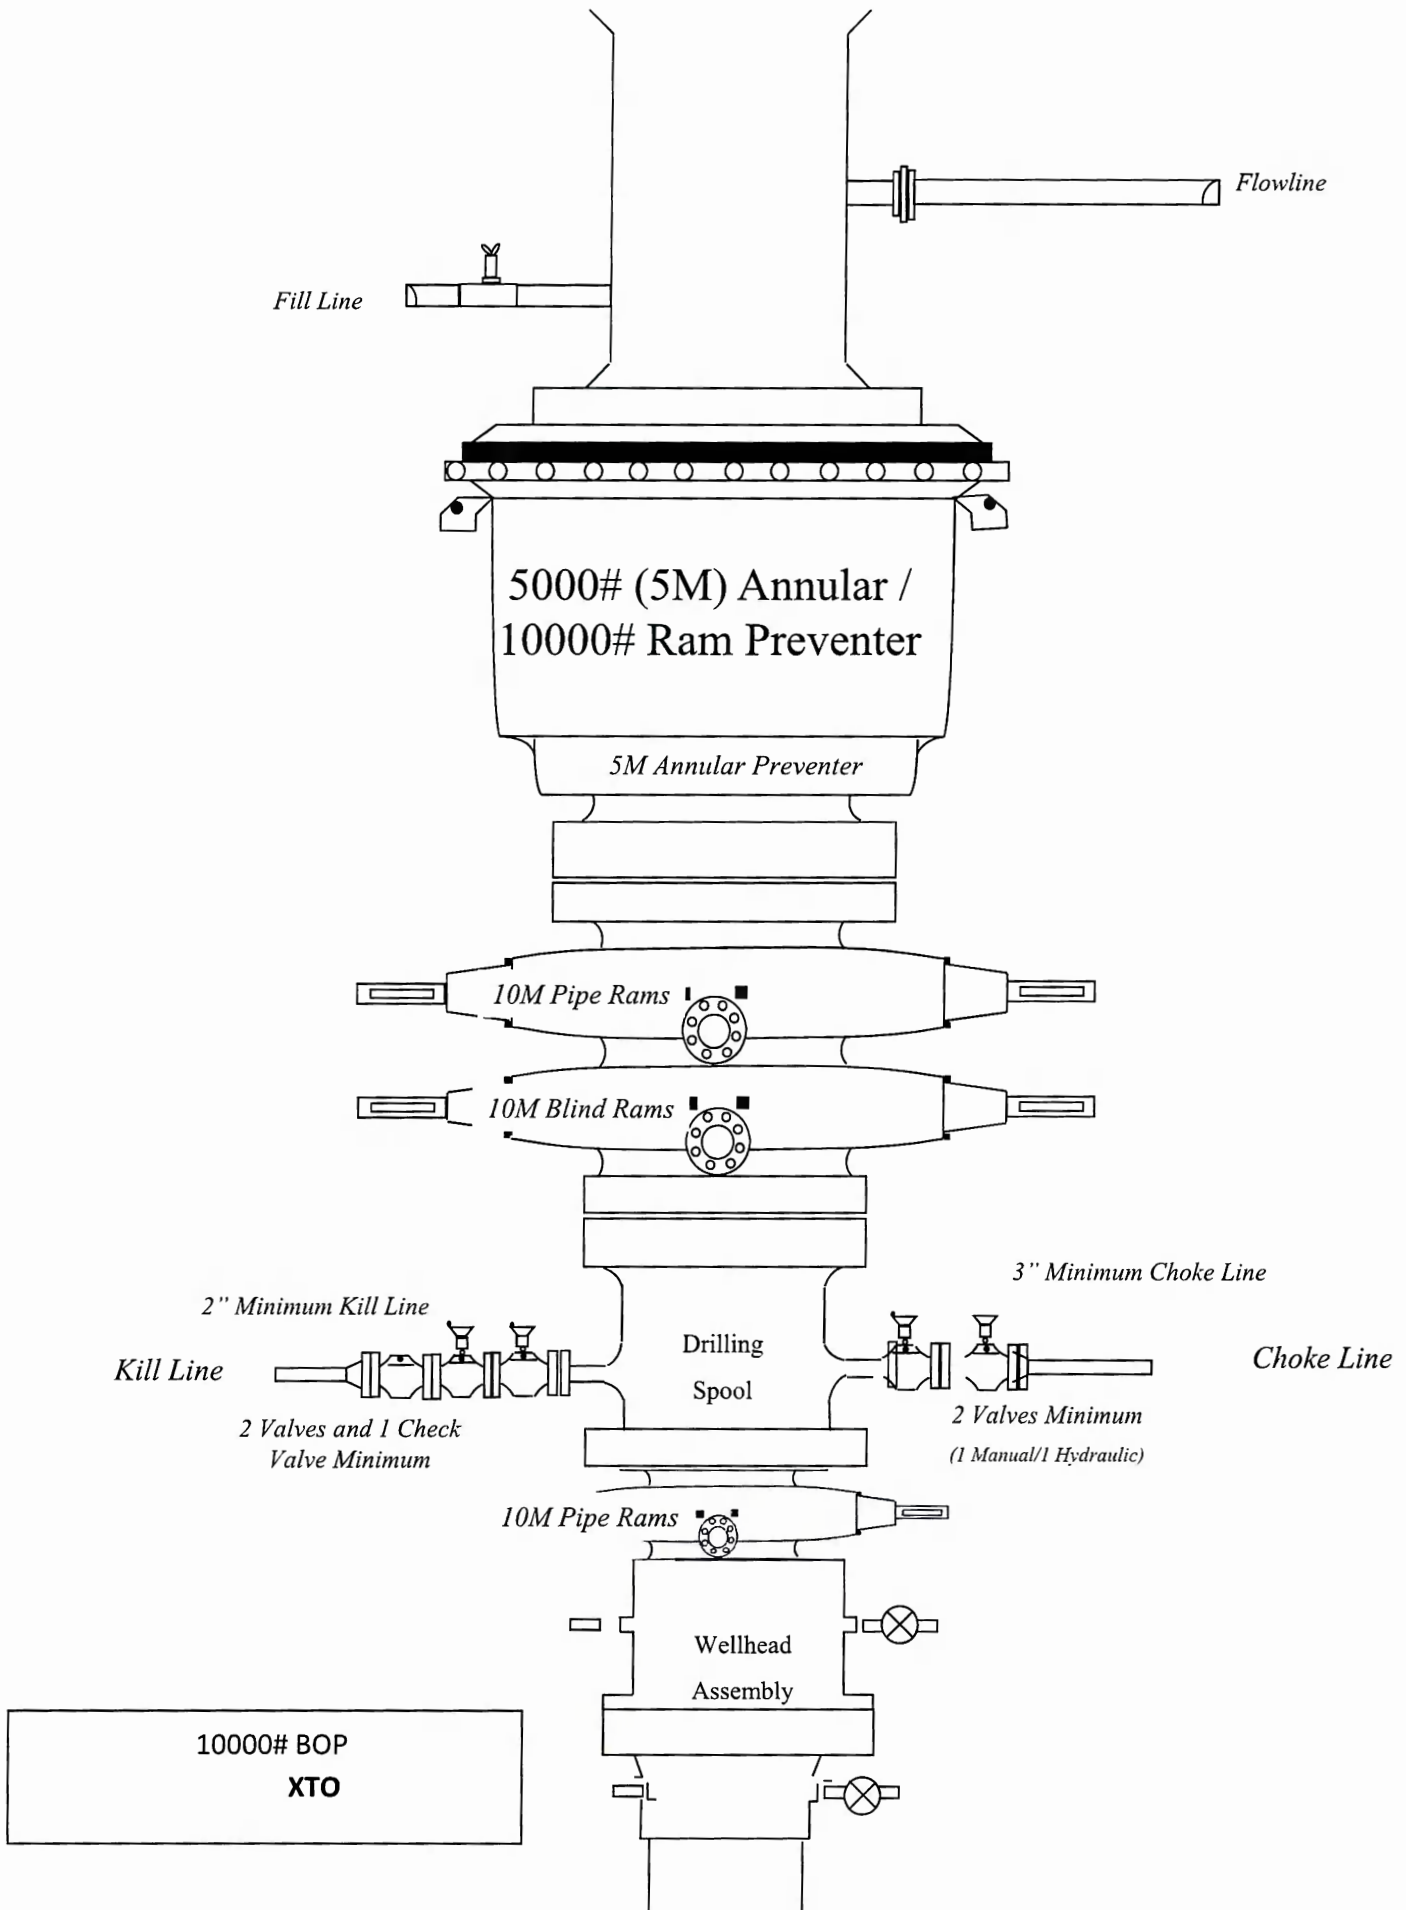 Flowline
Fill Line
5000# (5M) Annular /
10000# Ram Preventer
5M Annular Preventer
10M Pipe Rams
10M Blind Rams
3" Minimum Choke Line
2" Minimum Kill Line
Drilling
Spool
Kill Line
Choke Line
2 Valves and 1 Check
Valve Minimum
2 Valves Minimum
(1 Manual/1 Hydraulic)
10M Pipe Rams
Wellhead
Assembly
10000# BOP
XTO